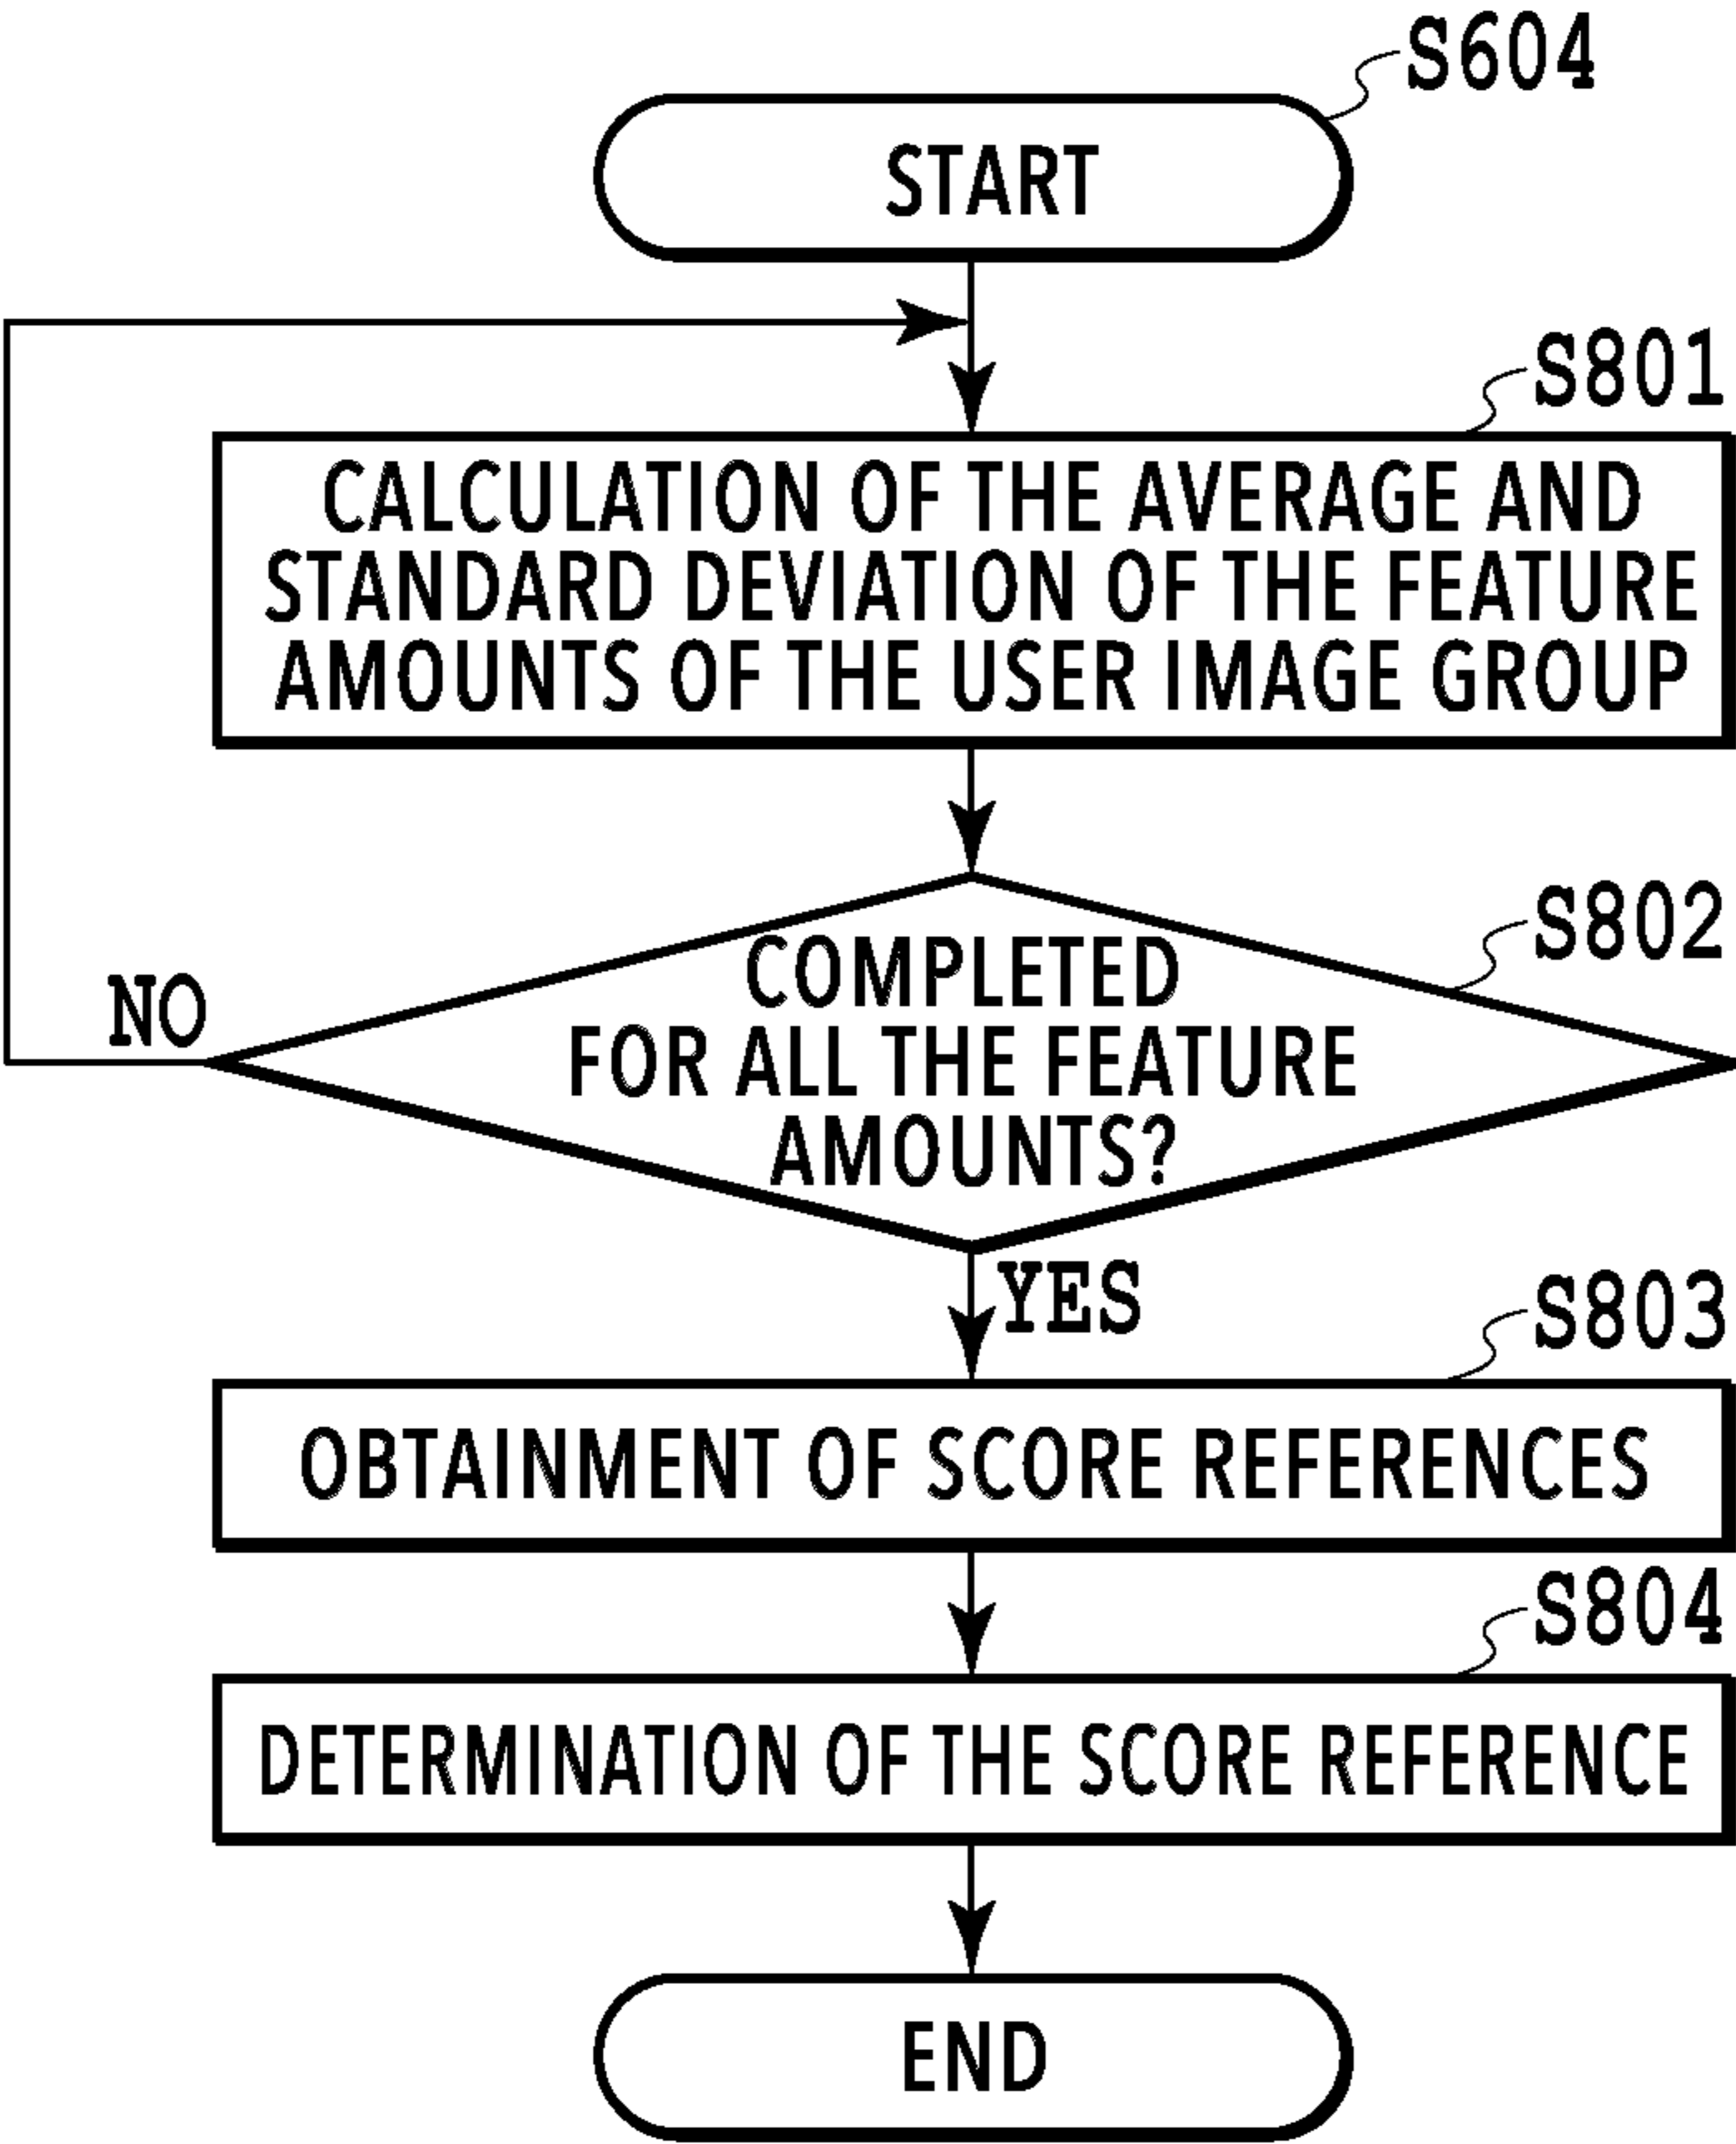 S604
START
S801
CALCULATION OF THE AVERAGE AND
STANDARD DEVIATION OF THE FEATURE
AMOUNTS OF THE USER IMAGE GROUP
S802
COMPLETED
FOR ALL THE FEATURE
AMOUNTS?
NO
YES
S803
OBTAINMENT OF SCORE REFERENCES
S804
DETERMINATION OF THE SCORE REFERENCE
END